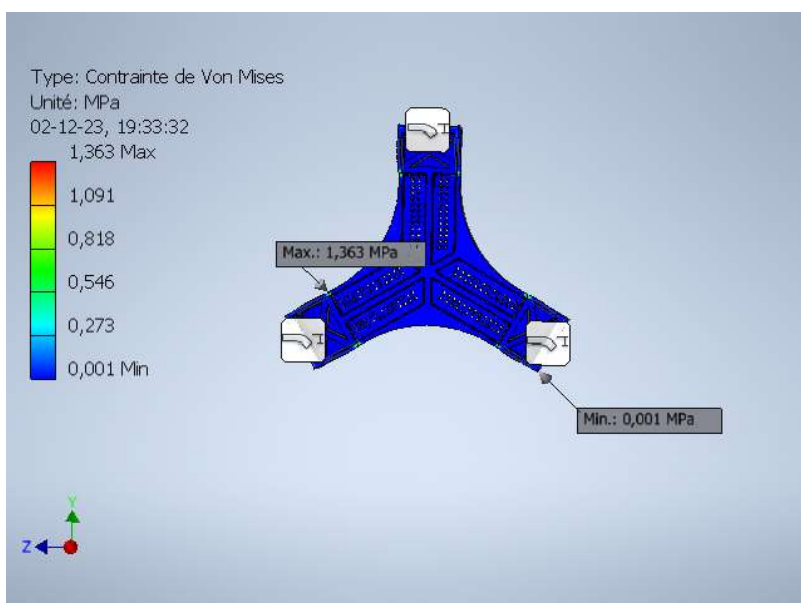 Type: Contrainte de Von Mises
Unité: MPa
02-12-23, 19:33:32
1,363 Max
1,091
0,818
0,546
0,273
0,001 Min
Max.: 1,363 MPa
Min.: 0,001 MPa
Y
Z